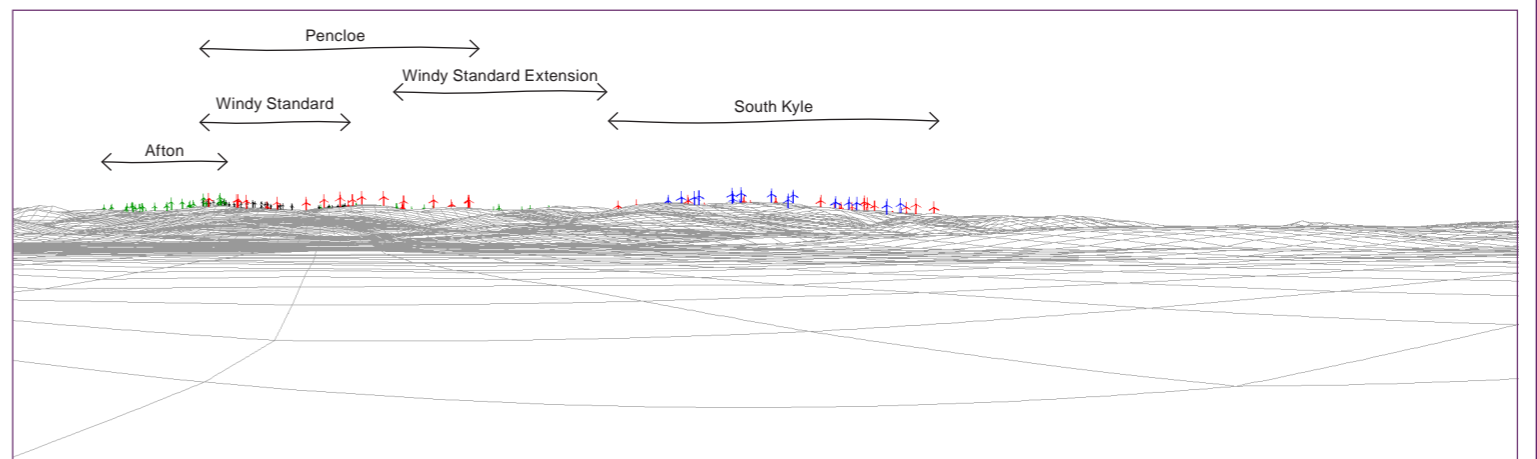 Pencloe
Windy Standard Extension
Windy Standard
South Kyle
Afton